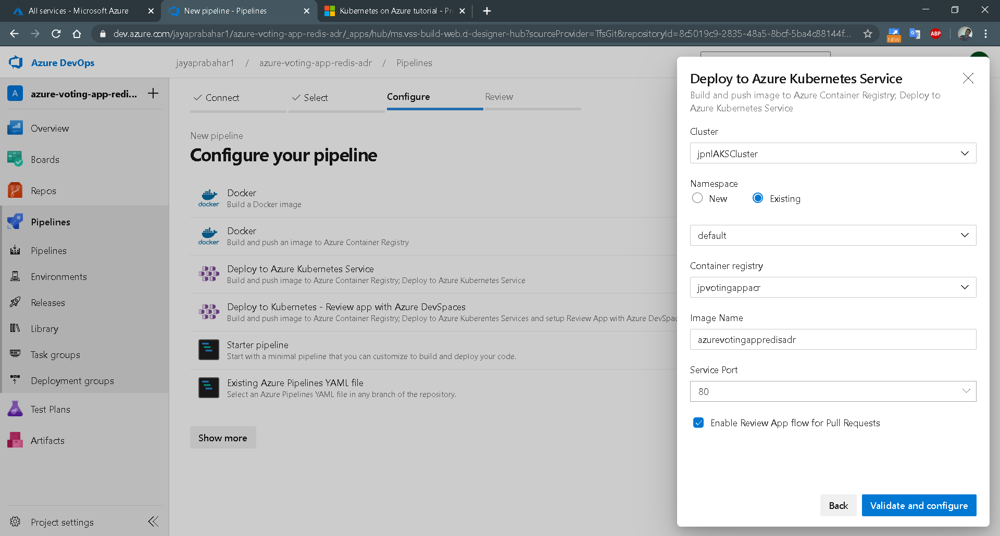 All services - Microsoft Azure
New pipeline - Pipelines
Kubernetes on Azure tutorial - Pr
dev.azure.com/jayaprabahar1/azure-voting-app-redis-adr/_apps/hub/ms.vss-build-web.ci-designer-hub?sourceProvider=TfsGit&repositoryId=8c5019c9-2835-48a5-8bcf-5ba4c88144f...
NEW
ABP
Azure DevOps
jayaprabahar1 / azure-voting-app-redis-adr / Pipelines
A azure-voting-app-redi...
Overview
Boards
Repos
Pipelines
Pipelines
Environments
Releases
Library
Task groups
Deployment groups
Test Plans
Artifacts
Project settings
Connect
Select
Configure
Review
New pipeline
Configure your pipeline
docker
Docker
Build a Docker image
docker
Docker
Build and push an image to Azure Container Registry
Deploy to Azure Kubernetes Service
Build and push image to Azure Container Registry; Deploy to Azure Kubernetes Service
Deploy to Kubernetes - Review app with Azure DevSpaces
Build and push image to Azure Container Registry; Deploy to Azure Kuberentes Services and setup Review App with Azure DevSpac
Starter pipeline
Start with a minimal pipeline that you can customize to build and deploy your code.
Existing Azure Pipelines YAML file
Select an Azure Pipelines YAML file in any branch of the repository.
Show more
Deploy to Azure Kubernetes Service
Build and push image to Azure Container Registry; Deploy to
Azure Kubernetes Service
Cluster
jpnlAKSCluster
Namespace
New
Existing
default
Container registry
jpvotingappacr
Image Name
azurevotingappredisadr
Service Port
80
Enable Review App flow for Pull Requests
Back
Validate and configure